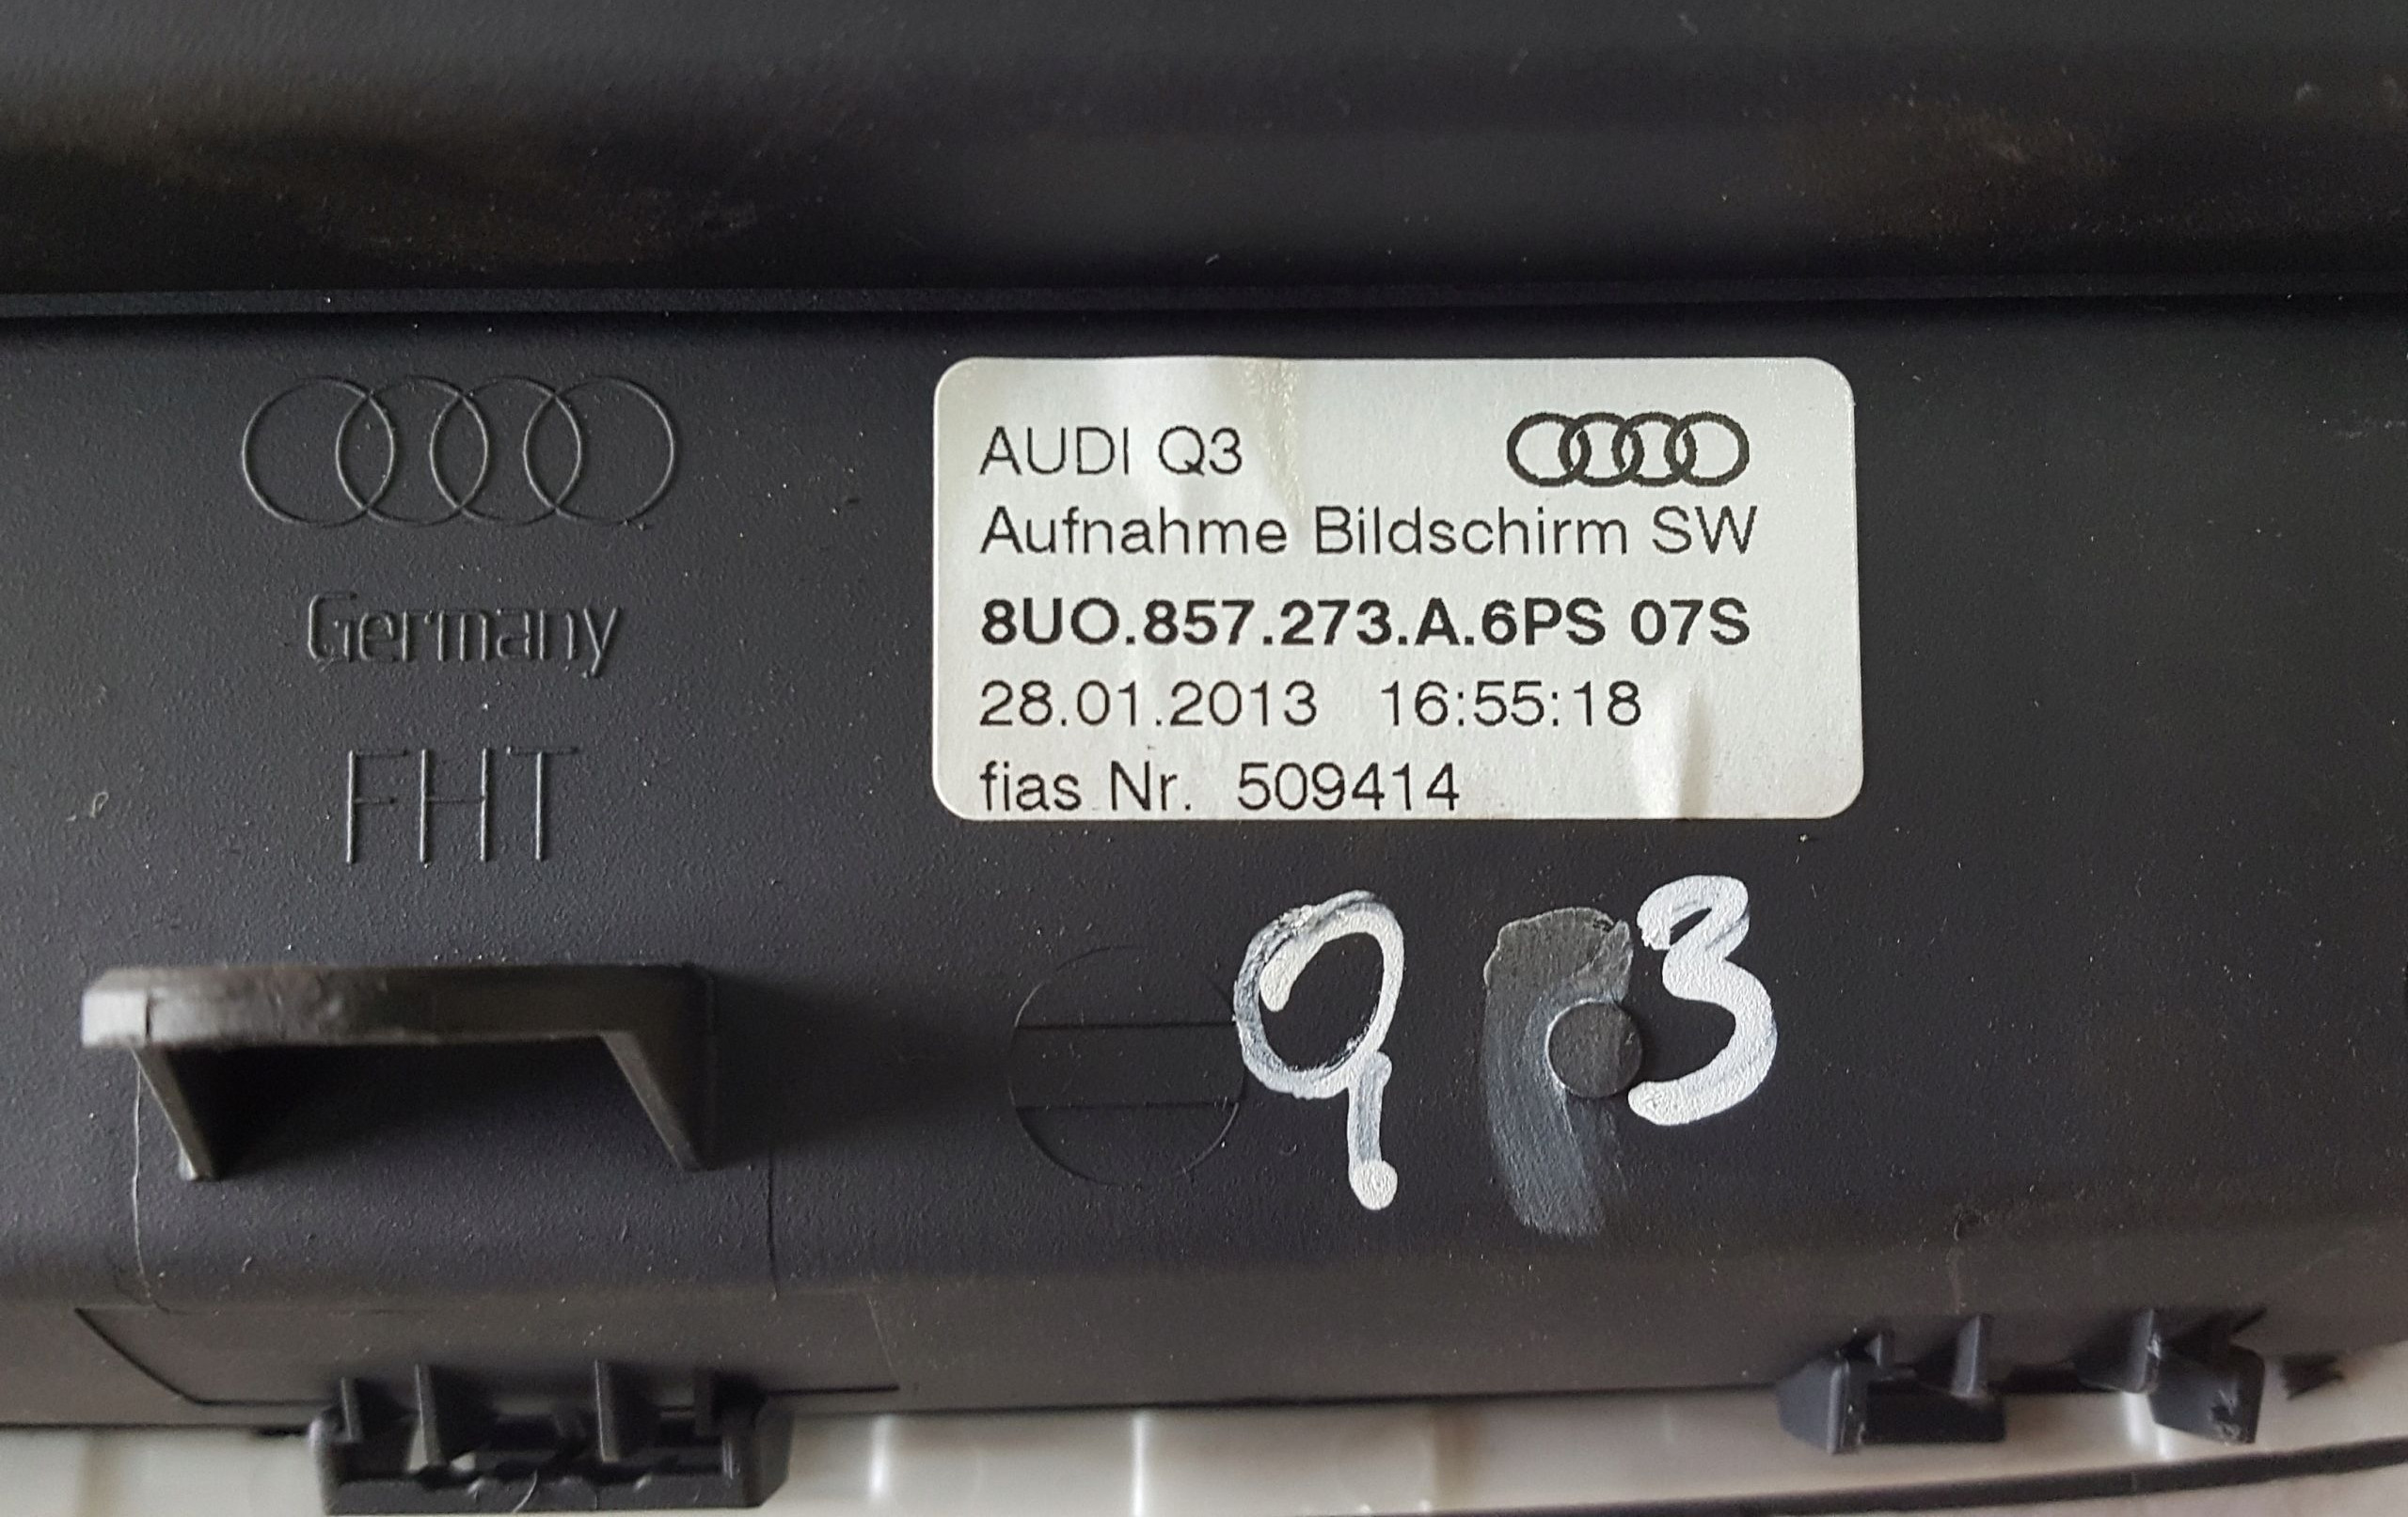 Germany
FHT
AUDI Q3
Aufnahme Bildschirm SW
8UO.857.273.A.6PS 07S
28.01.2013 16:55:18
fias Nr. 509414
Q 3